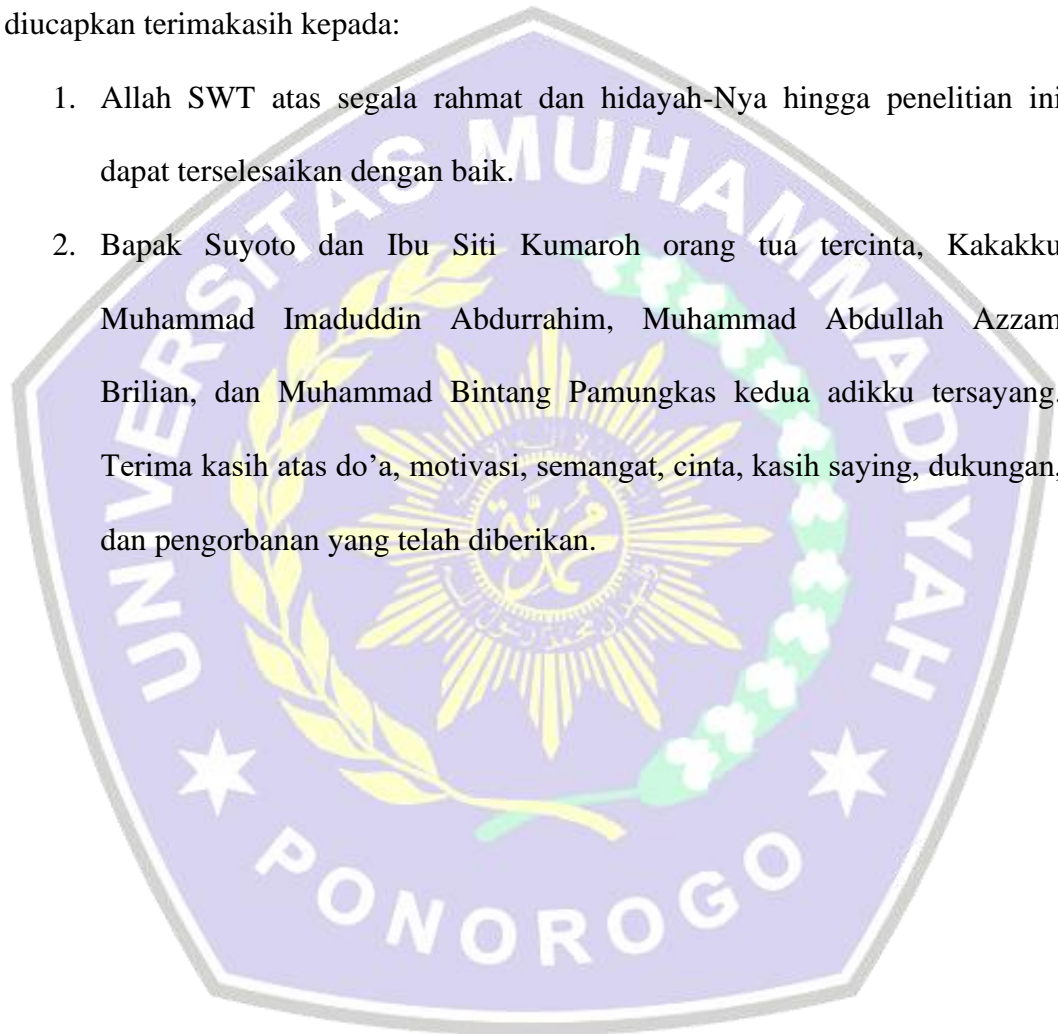 diucapkan terimakasih kepada:
1. Allah SWT atas segala rahmat dan hidayah-Nya hingga penelitian ini
dapat terselesaikan dengan baik.
2. Bapak Suyoto dan Ibu Siti Kumaroh orang tua tercinta, Kakakku
Muhammad Imaduddin Abdurrahim, Muhammad Abdullah Azzam
Brilian, dan Muhammad Bintang Pamungkas kedua adikku tersayang.
Terima kasih atas do’a, motivasi, semangat, cinta, kasih saying, dukungan,
dan pengorbanan yang telah diberikan.
UNIVERSITAS MUHAMMADIYAH
محمدية
PONOROGO